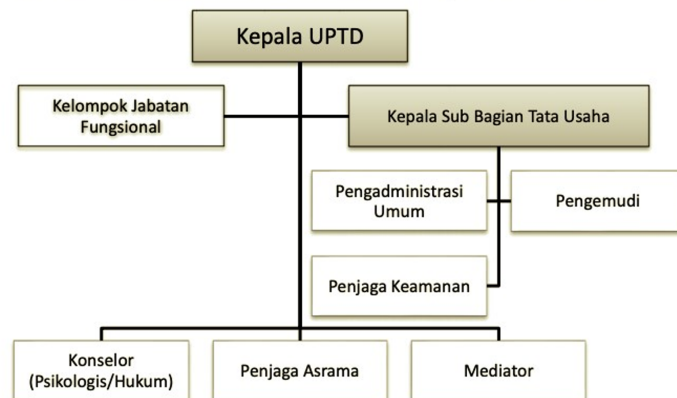 Kepala UPTD
Kelompok Jabatan
Fungsional
Kepala Sub Bagian Tata Usaha
Pengadministrasi
Umum
Pengemudi
Penjaga Keamanan
Konselor
(Psikologis/Hukum)
Penjaga Asrama
Mediator